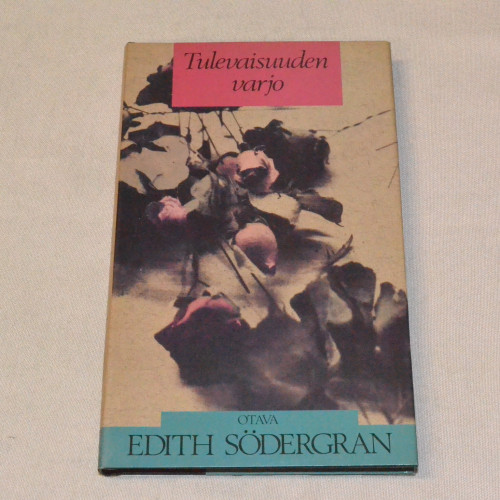 Tulevaisuuden
varjo
OTAVA
EDITH SÖDERGRAN